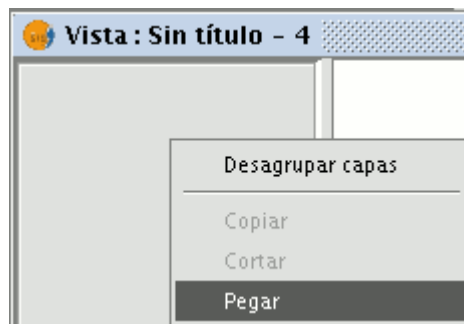 Vista : Sin título - 4
Desagrupar capas
Copiar
Cortar
Pegar